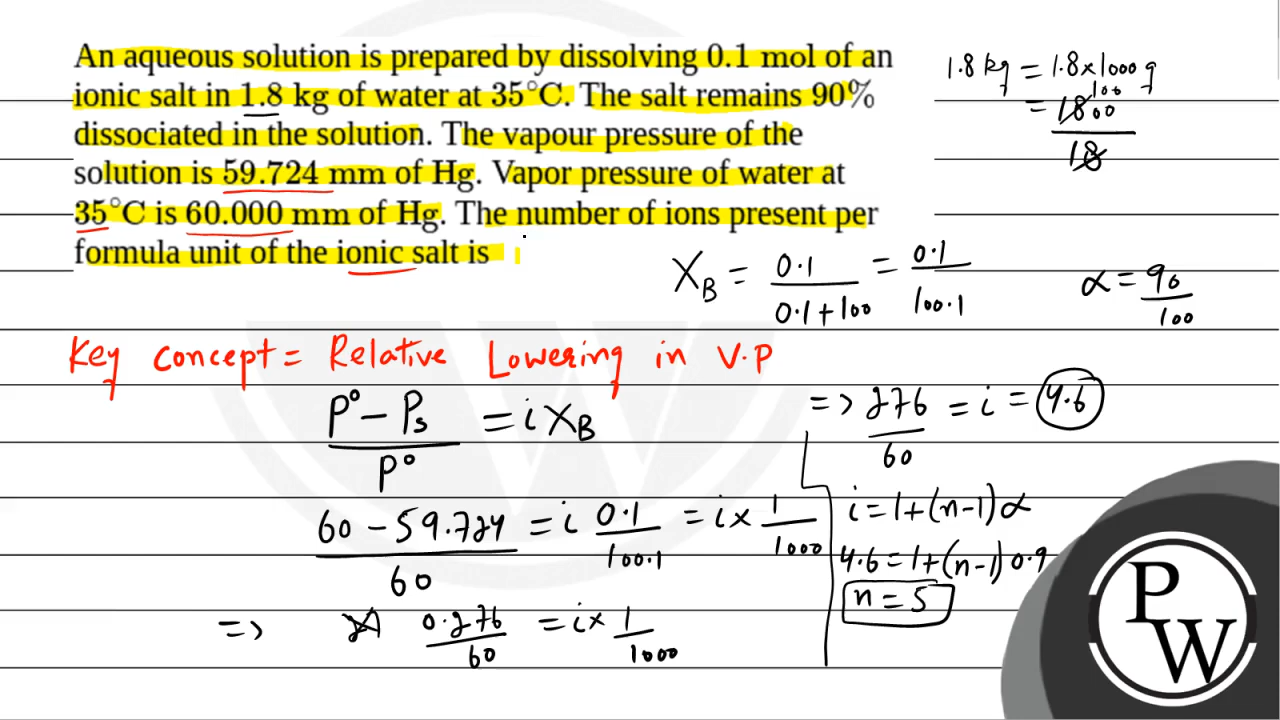 An aqueous solution is prepared by dissolving 0.1 mol of an
ionic salt in 1.8 kg of water at 35°C. The salt remains 90%
dissociated in the solution. The vapour pressure of the
solution is 59.724 mm of Hg. Vapor pressure of water at
35°C is 60.000 mm of Hg. The number of ions present per
formula unit of the ionic salt is
1.8 kg = 1.8×1000 g
100
= 1800
18
X_B = 0.1/(0.1+100) = 0.1/100.1
α = 90/100
Key concept = Relative Lowering in V.P
(P° − Ps)/P° = i X_B
(60 − 59.724)/60 = i 0.1/100.1 = i × 1/1000
=> 0.276/60 = i × 1/1000
=> 276/60 = i = 4.6
i = 1+(n−1)α
4.6 = 1+(n−1) 0.9
n = 5
PW